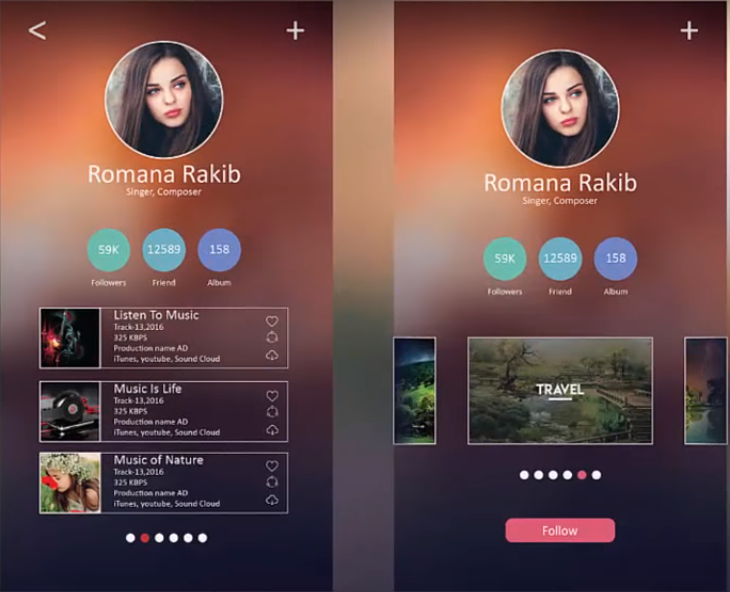 <
+
Romana Rakib
Singer, Composer
59K
12589
158
Followers
Friend
Album
Listen To Music
Track-13,2016
325 KBPS
Production name AD
iTunes, youtube, Sound Cloud
Music Is Life
Track-13,2016
325 KBPS
Production name AD
iTunes, youtube, Sound Cloud
Music of Nature
Track-13,2016
325 KBPS
Production name AD
iTunes, youtube, Sound Cloud
+
Romana Rakib
Singer, Composer
59K
12589
158
Followers
Friend
Album
TRAVEL
Follow